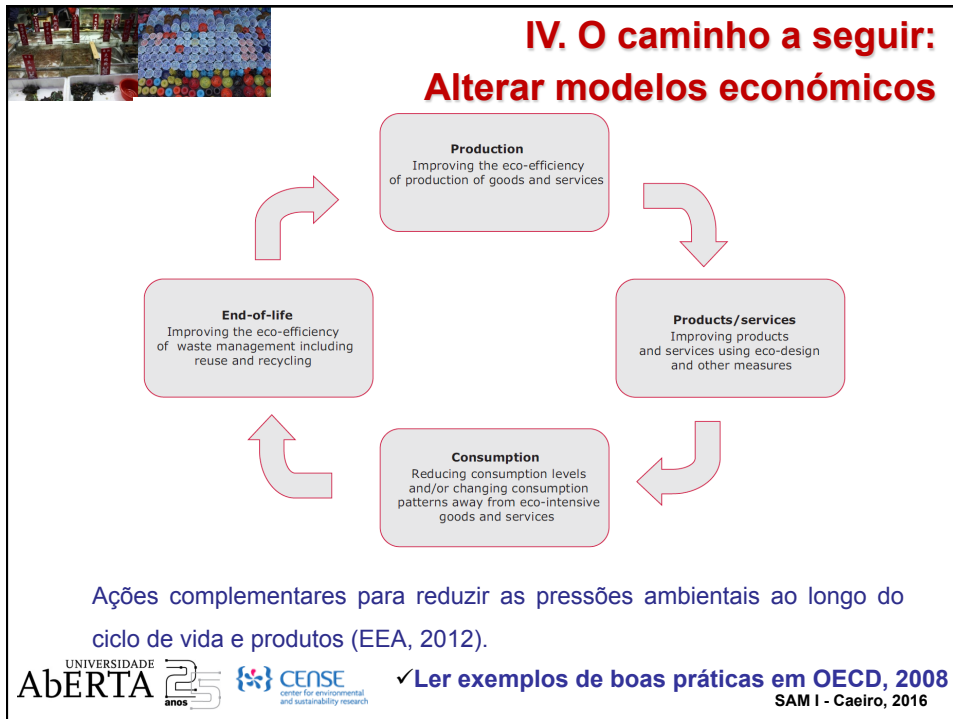 IV. O caminho a seguir:
Alterar modelos económicos
Production
Improving the eco-efficiency
of production of goods and services
End-of-life
Improving the eco-efficiency
of waste management including
reuse and recycling
Products/services
Improving products
and services using eco-design
and other measures
Consumption
Reducing consumption levels
and/or changing consumption
patterns away from eco-intensive
goods and services
Ações complementares para reduzir as pressões ambientais ao longo do
ciclo de vida e produtos (EEA, 2012).
UNIVERSIDADE
AbERTA
25
anos
CENSE
center for environmental
and sustainability research
✓Ler exemplos de boas práticas em OECD, 2008
SAM I - Caeiro, 2016